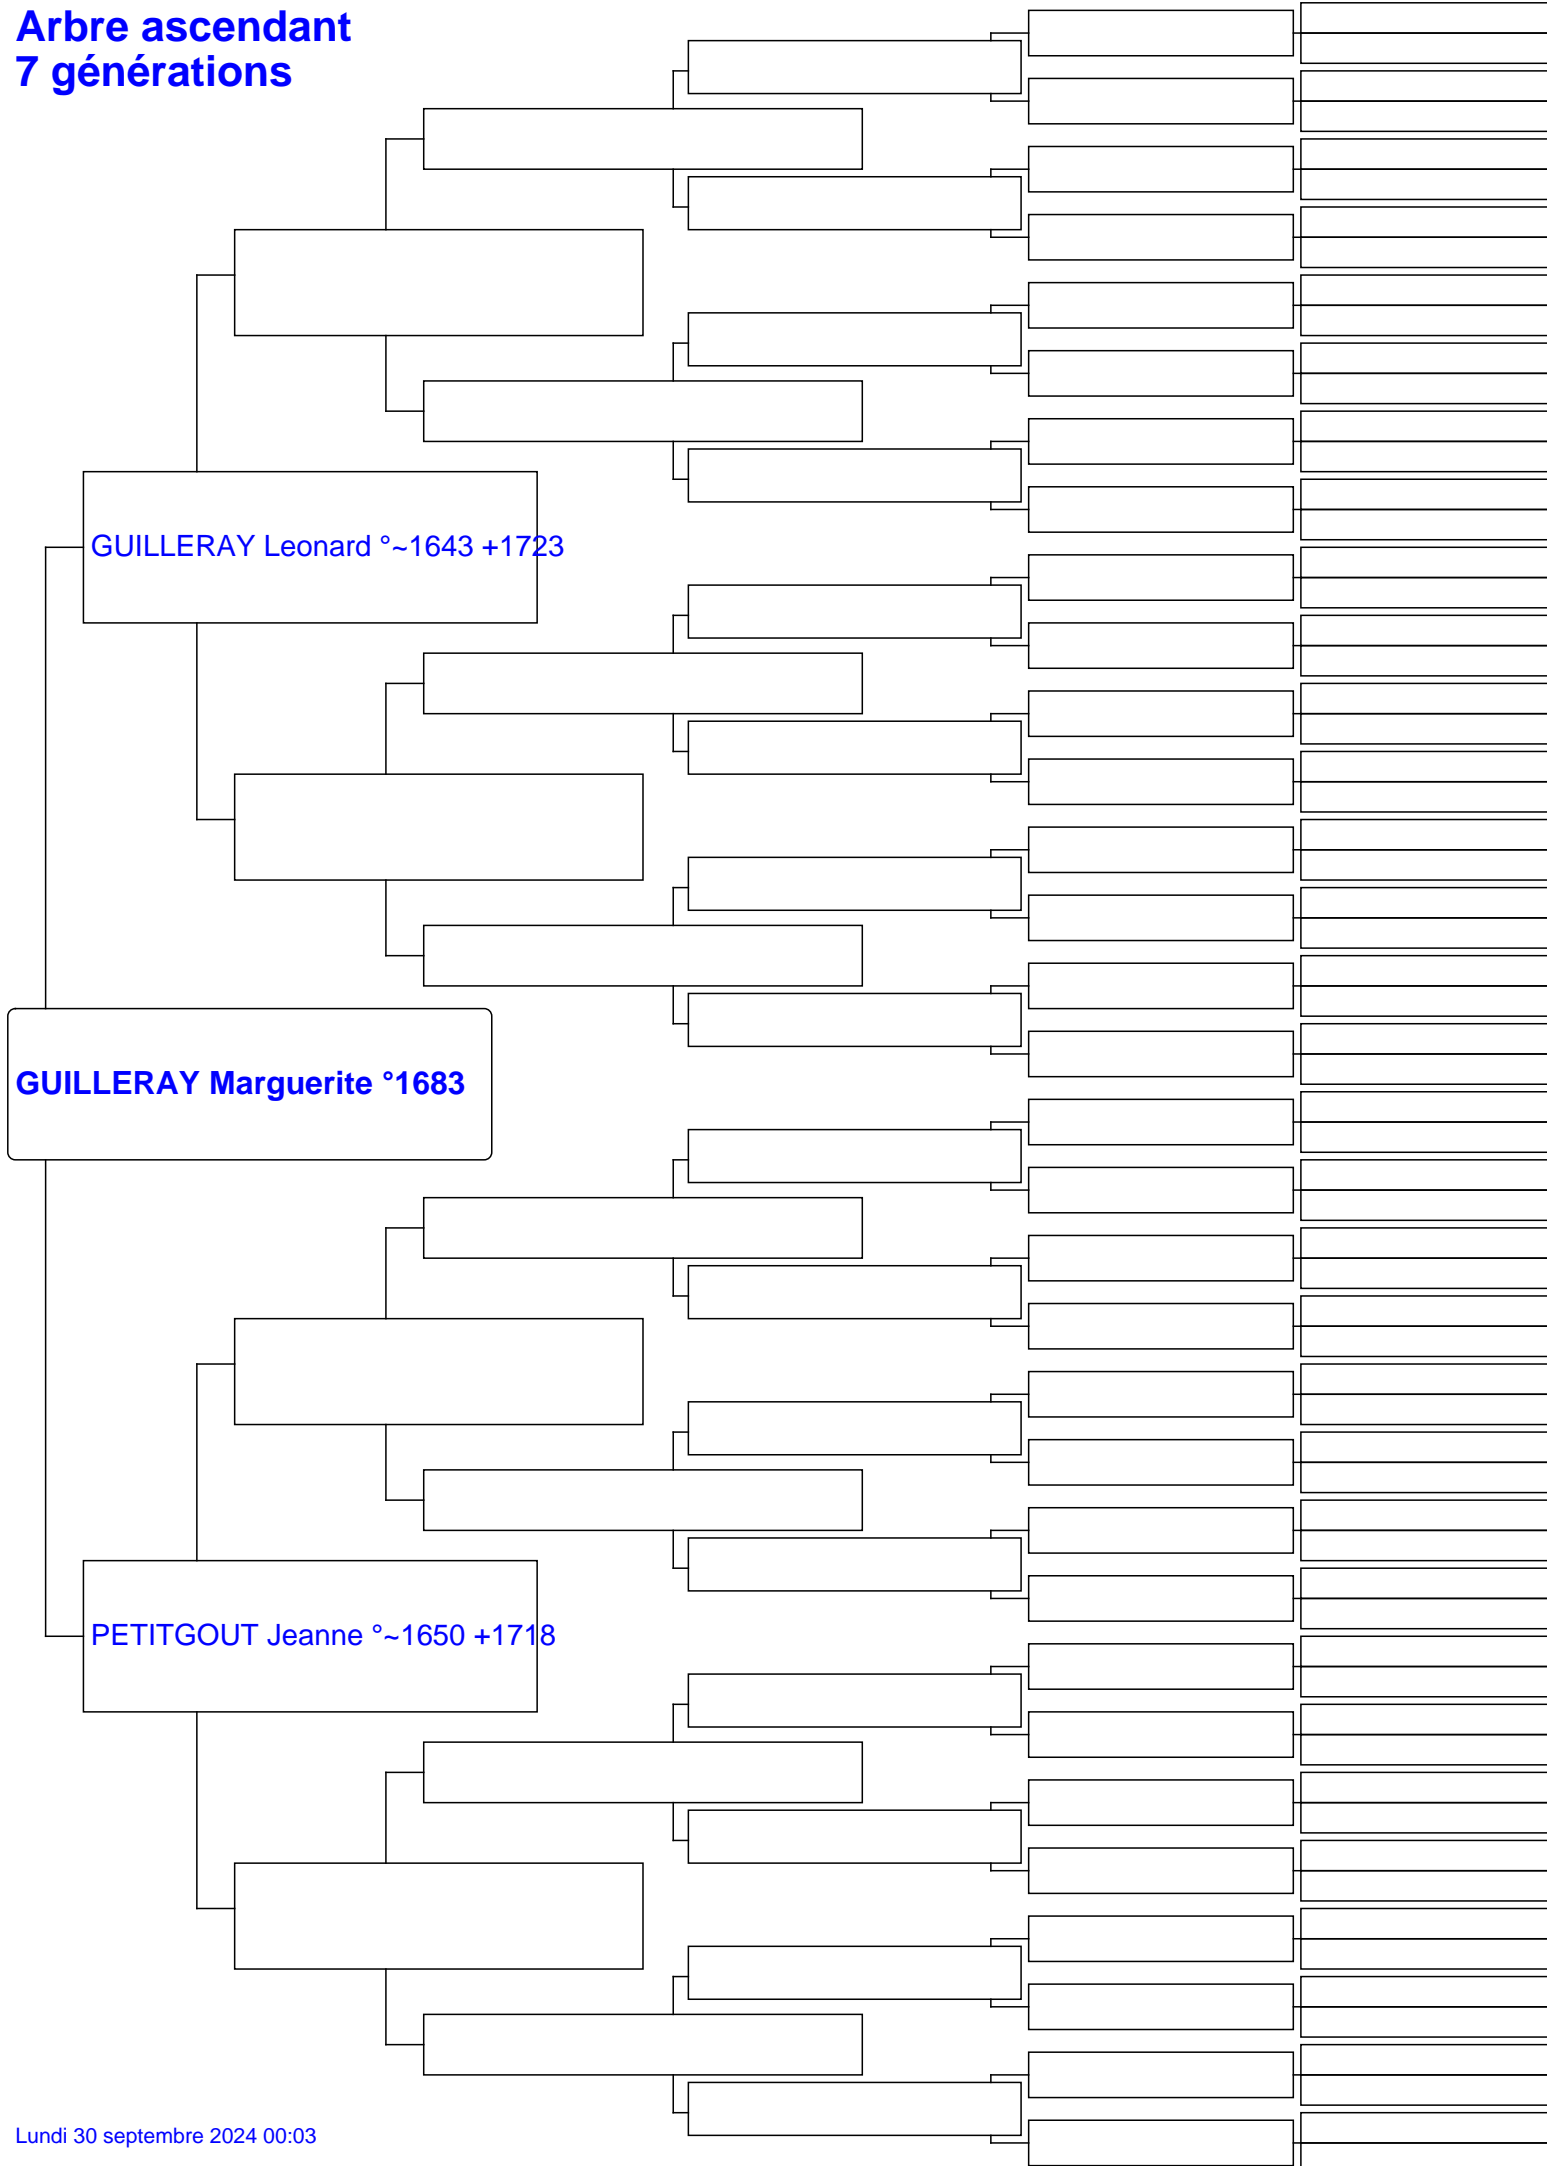 Arbre ascendant
7 générations
GUILLERAY Leonard °~1643 +1723
GUILLERAY Marguerite °1683
PETITGOUT Jeanne °~1650 +1718
Lundi 30 septembre 2024 00:03